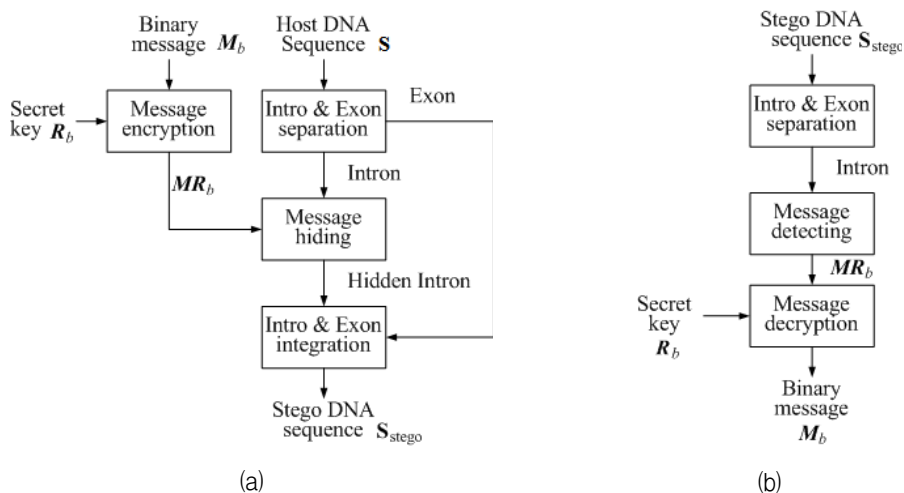 Binary
message M_b
Host DNA
Sequence S
Secret
key R_b
Message
encryption
Intro & Exon
separation
Exon
MR_b
Intron
Message
hiding
Hidden Intron
Intro & Exon
integration
Stego DNA
sequence S_stego
(a)
Stego DNA
sequence S_stego
Intro & Exon
separation
Intron
Message
detecting
MR_b
Secret
key
R_b
Message
decryption
Binary
message
M_b
(b)